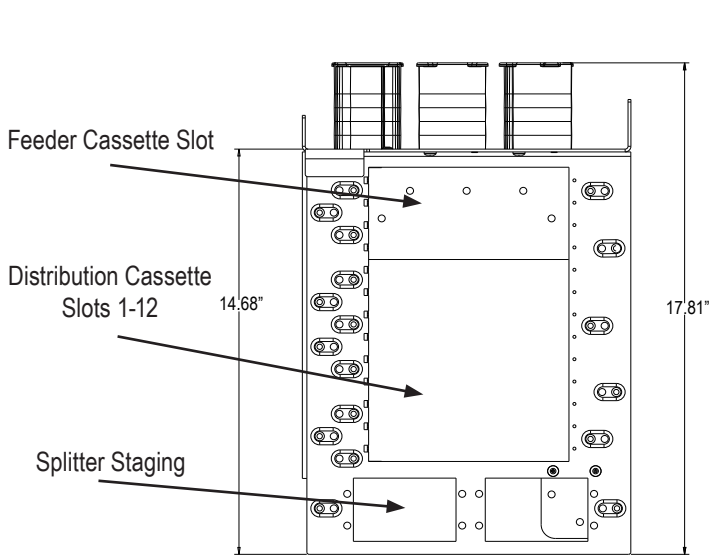 Feeder Cassette Slot
Distribution Cassette
Slots 1-12
14.68"
17.81"
Splitter Staging